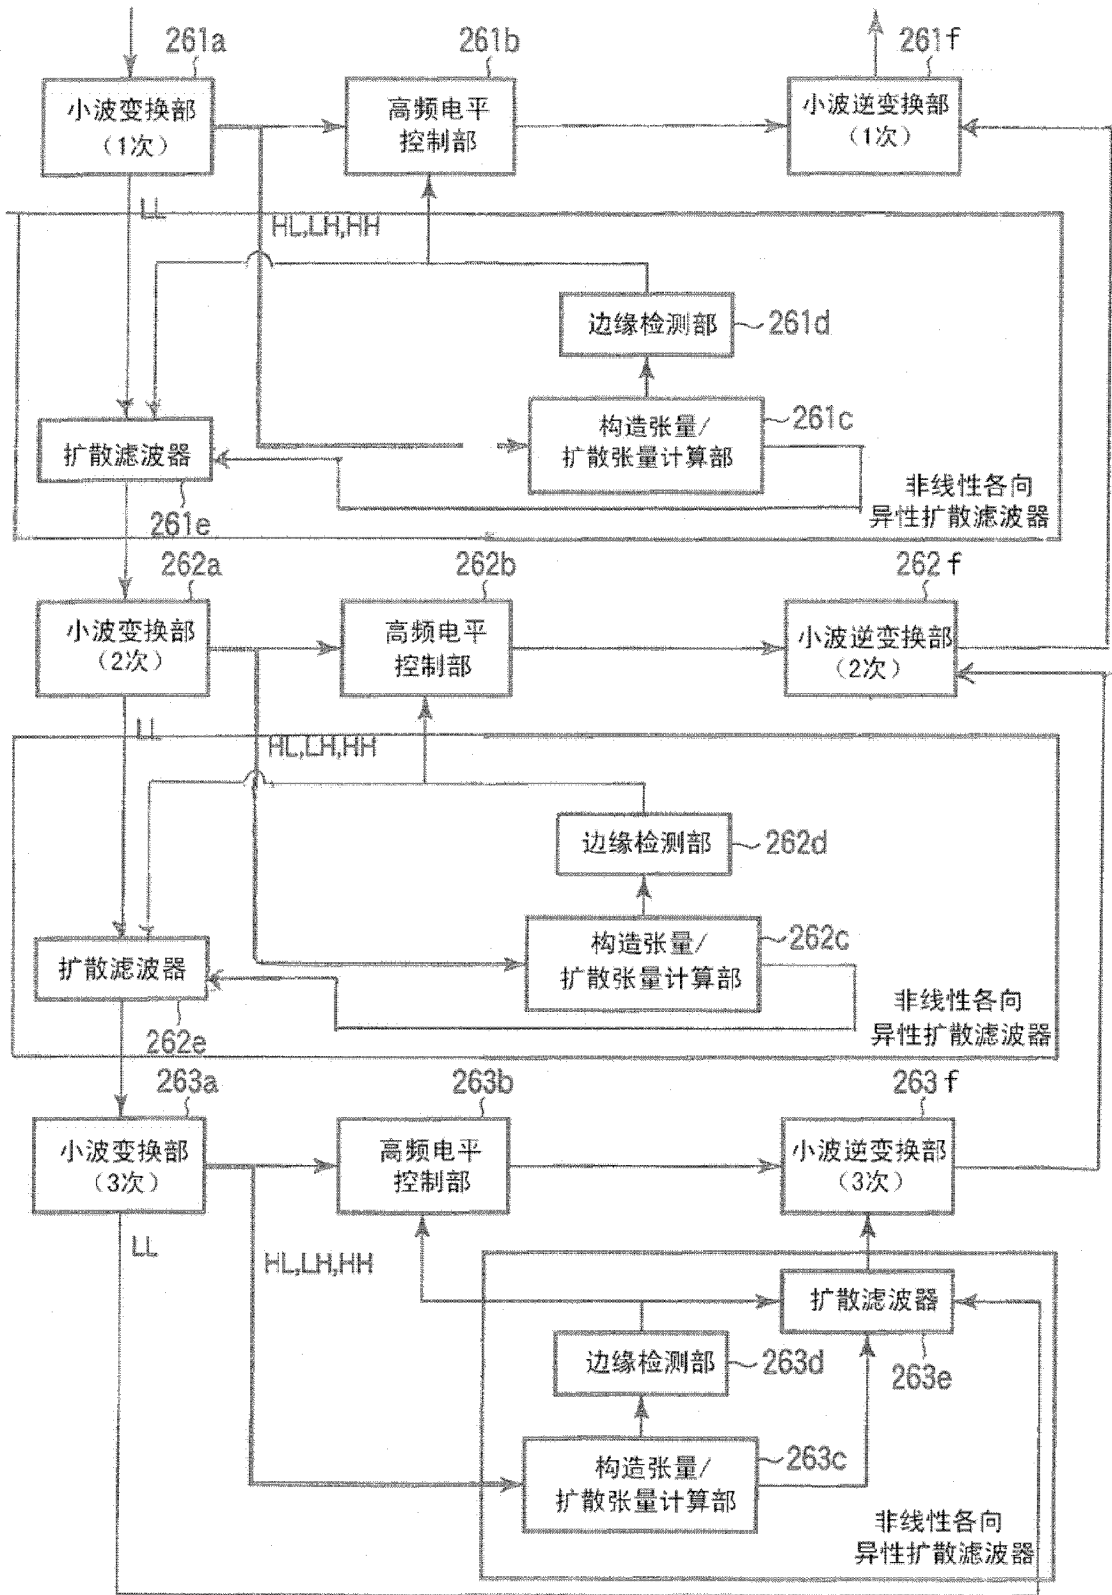 261a
261b
261f
小波变换部
（1次）
高频电平
控制部
小波逆变换部
（1次）
LL
HL,LH,HH
边缘检测部
261d
构造张量/
扩散张量计算部
261c
扩散滤波器
261e
非线性各向
异性扩散滤波器
262a
262b
262f
小波变换部
（2次）
高频电平
控制部
小波逆变换部
（2次）
LL
HL,LH,HH
边缘检测部
262d
构造张量/
扩散张量计算部
262c
扩散滤波器
262e
非线性各向
异性扩散滤波器
263a
263b
263f
小波变换部
（3次）
高频电平
控制部
小波逆变换部
（3次）
LL
HL,LH,HH
扩散滤波器
263e
边缘检测部
263d
构造张量/
扩散张量计算部
263c
非线性各向
异性扩散滤波器